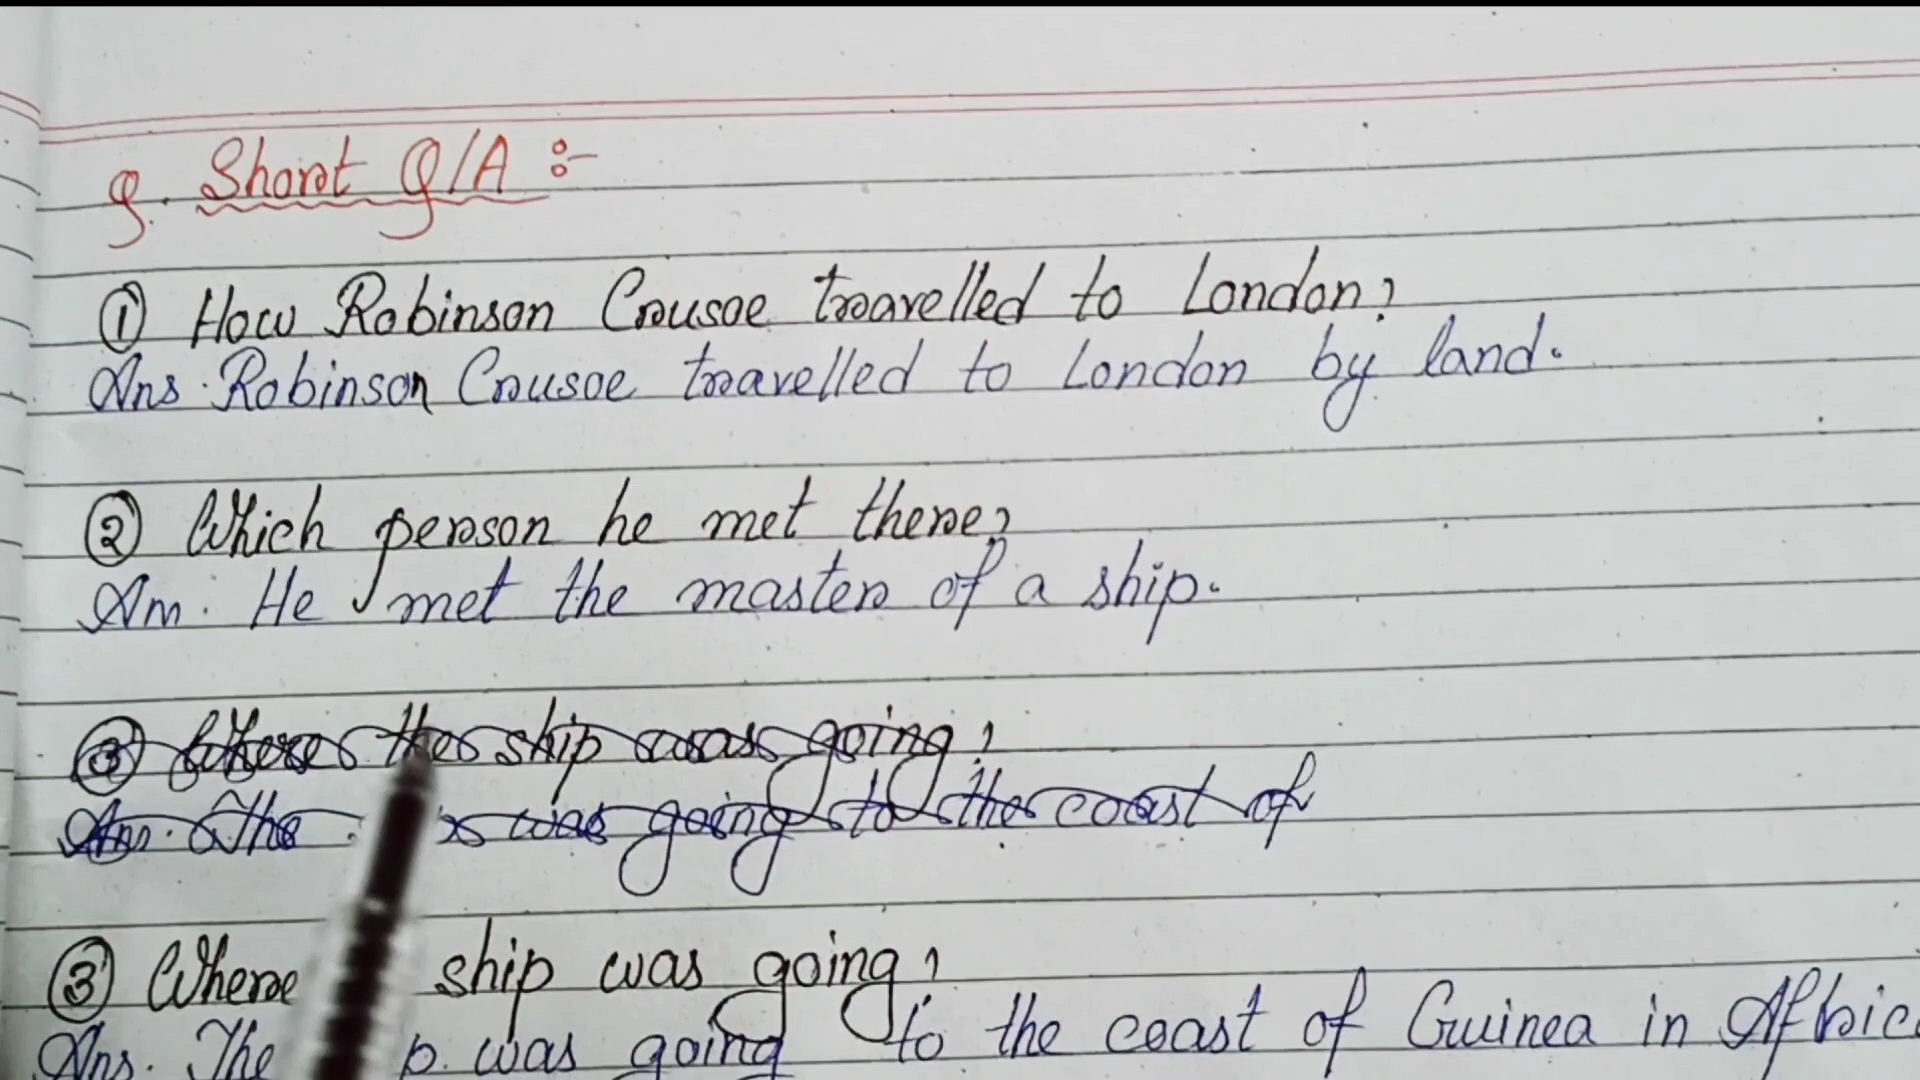 Q. Short Q/A :-
① How Robinson Crusoe travelled to London?
Ans. Robinson Crusoe travelled to London by land.
② Which person he met there?
Ans. He met the master of a ship.
③ Where the ship was going?
Ans. The was going to the coast of
③ Where ship was going?
Ans. The was going to the coast of Guinea in